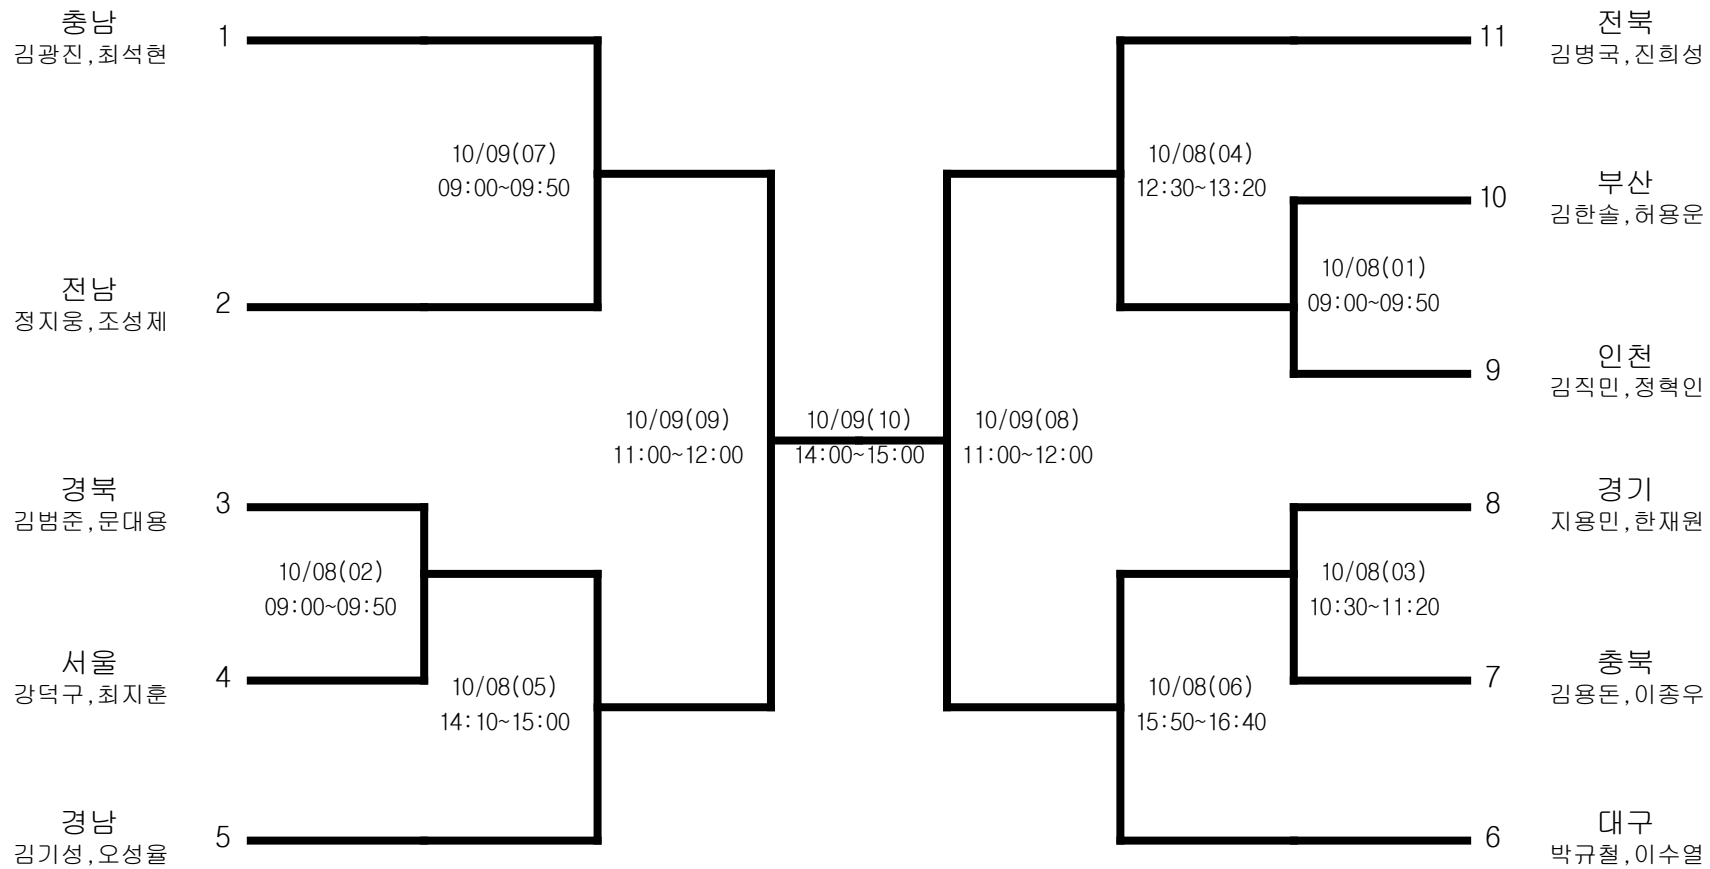 충남
김광진,최석현
1
전남
정지웅,조성제
2
경북
김범준,문대용
3
서울
강덕구,최지훈
4
경남
김기성,오성율
5
10/09(07)
09:00~09:50
10/08(02)
09:00~09:50
10/08(05)
14:10~15:00
10/09(09)
11:00~12:00
10/09(10)
14:00~15:00
10/09(08)
11:00~12:00
10/08(04)
12:30~13:20
10/08(01)
09:00~09:50
10/08(03)
10:30~11:20
10/08(06)
15:50~16:40
11
전북
김병국,진희성
10
부산
김한솔,허용운
9
인천
김직민,정혁인
8
경기
지용민,한재원
7
충북
김용돈,이종우
6
대구
박규철,이수열